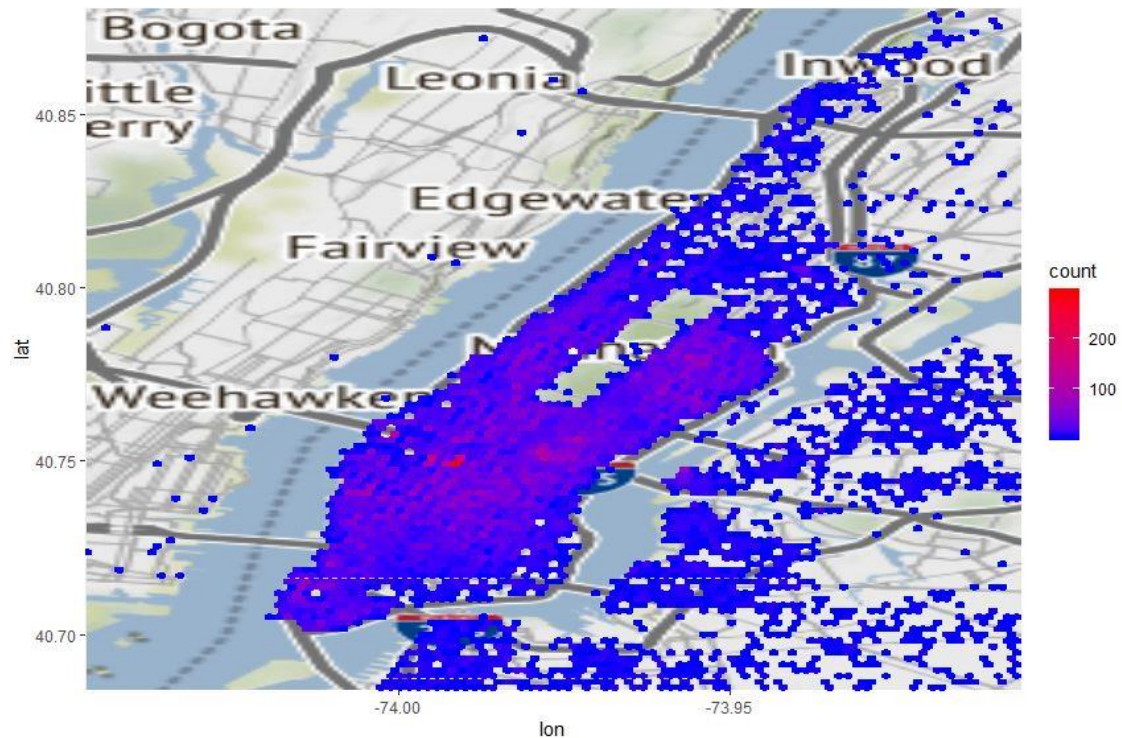 Bogota
Leonia
Inwood
ittle
erry
40.85
Edgewater
Fairview
40.80
count
200
100
lat
Weehawken
40.75
40.70
-74.00
-73.95
lon